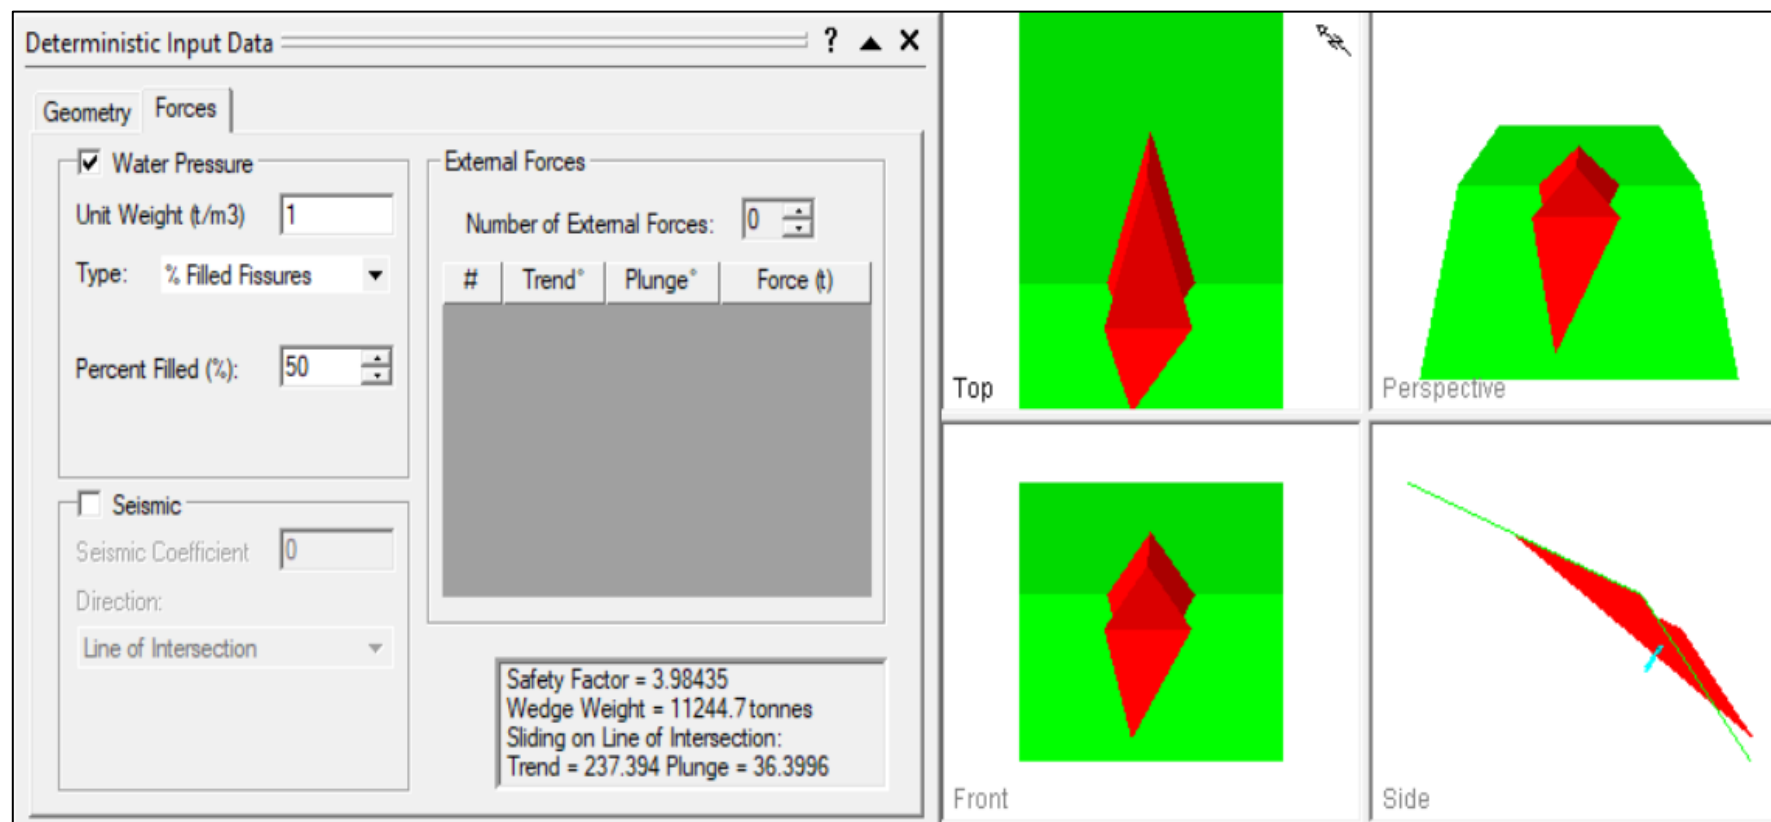 Deterministic Input Data ? ▲ X
Geometry Forces
Water Pressure
Unit Weight (t/m3) 1
Type: % Filled Fissures
Percent Filled (%): 50
Seismic
Seismic Coefficient 0
Direction:
Line of Intersection
External Forces
Number of External Forces: 0
# Trend° Plunge° Force (t)
Safety Factor = 3.98435
Wedge Weight = 11244.7 tonnes
Sliding on Line of Intersection:
Trend = 237.394 Plunge = 36.3996
N
Top
Perspective
Front
Side